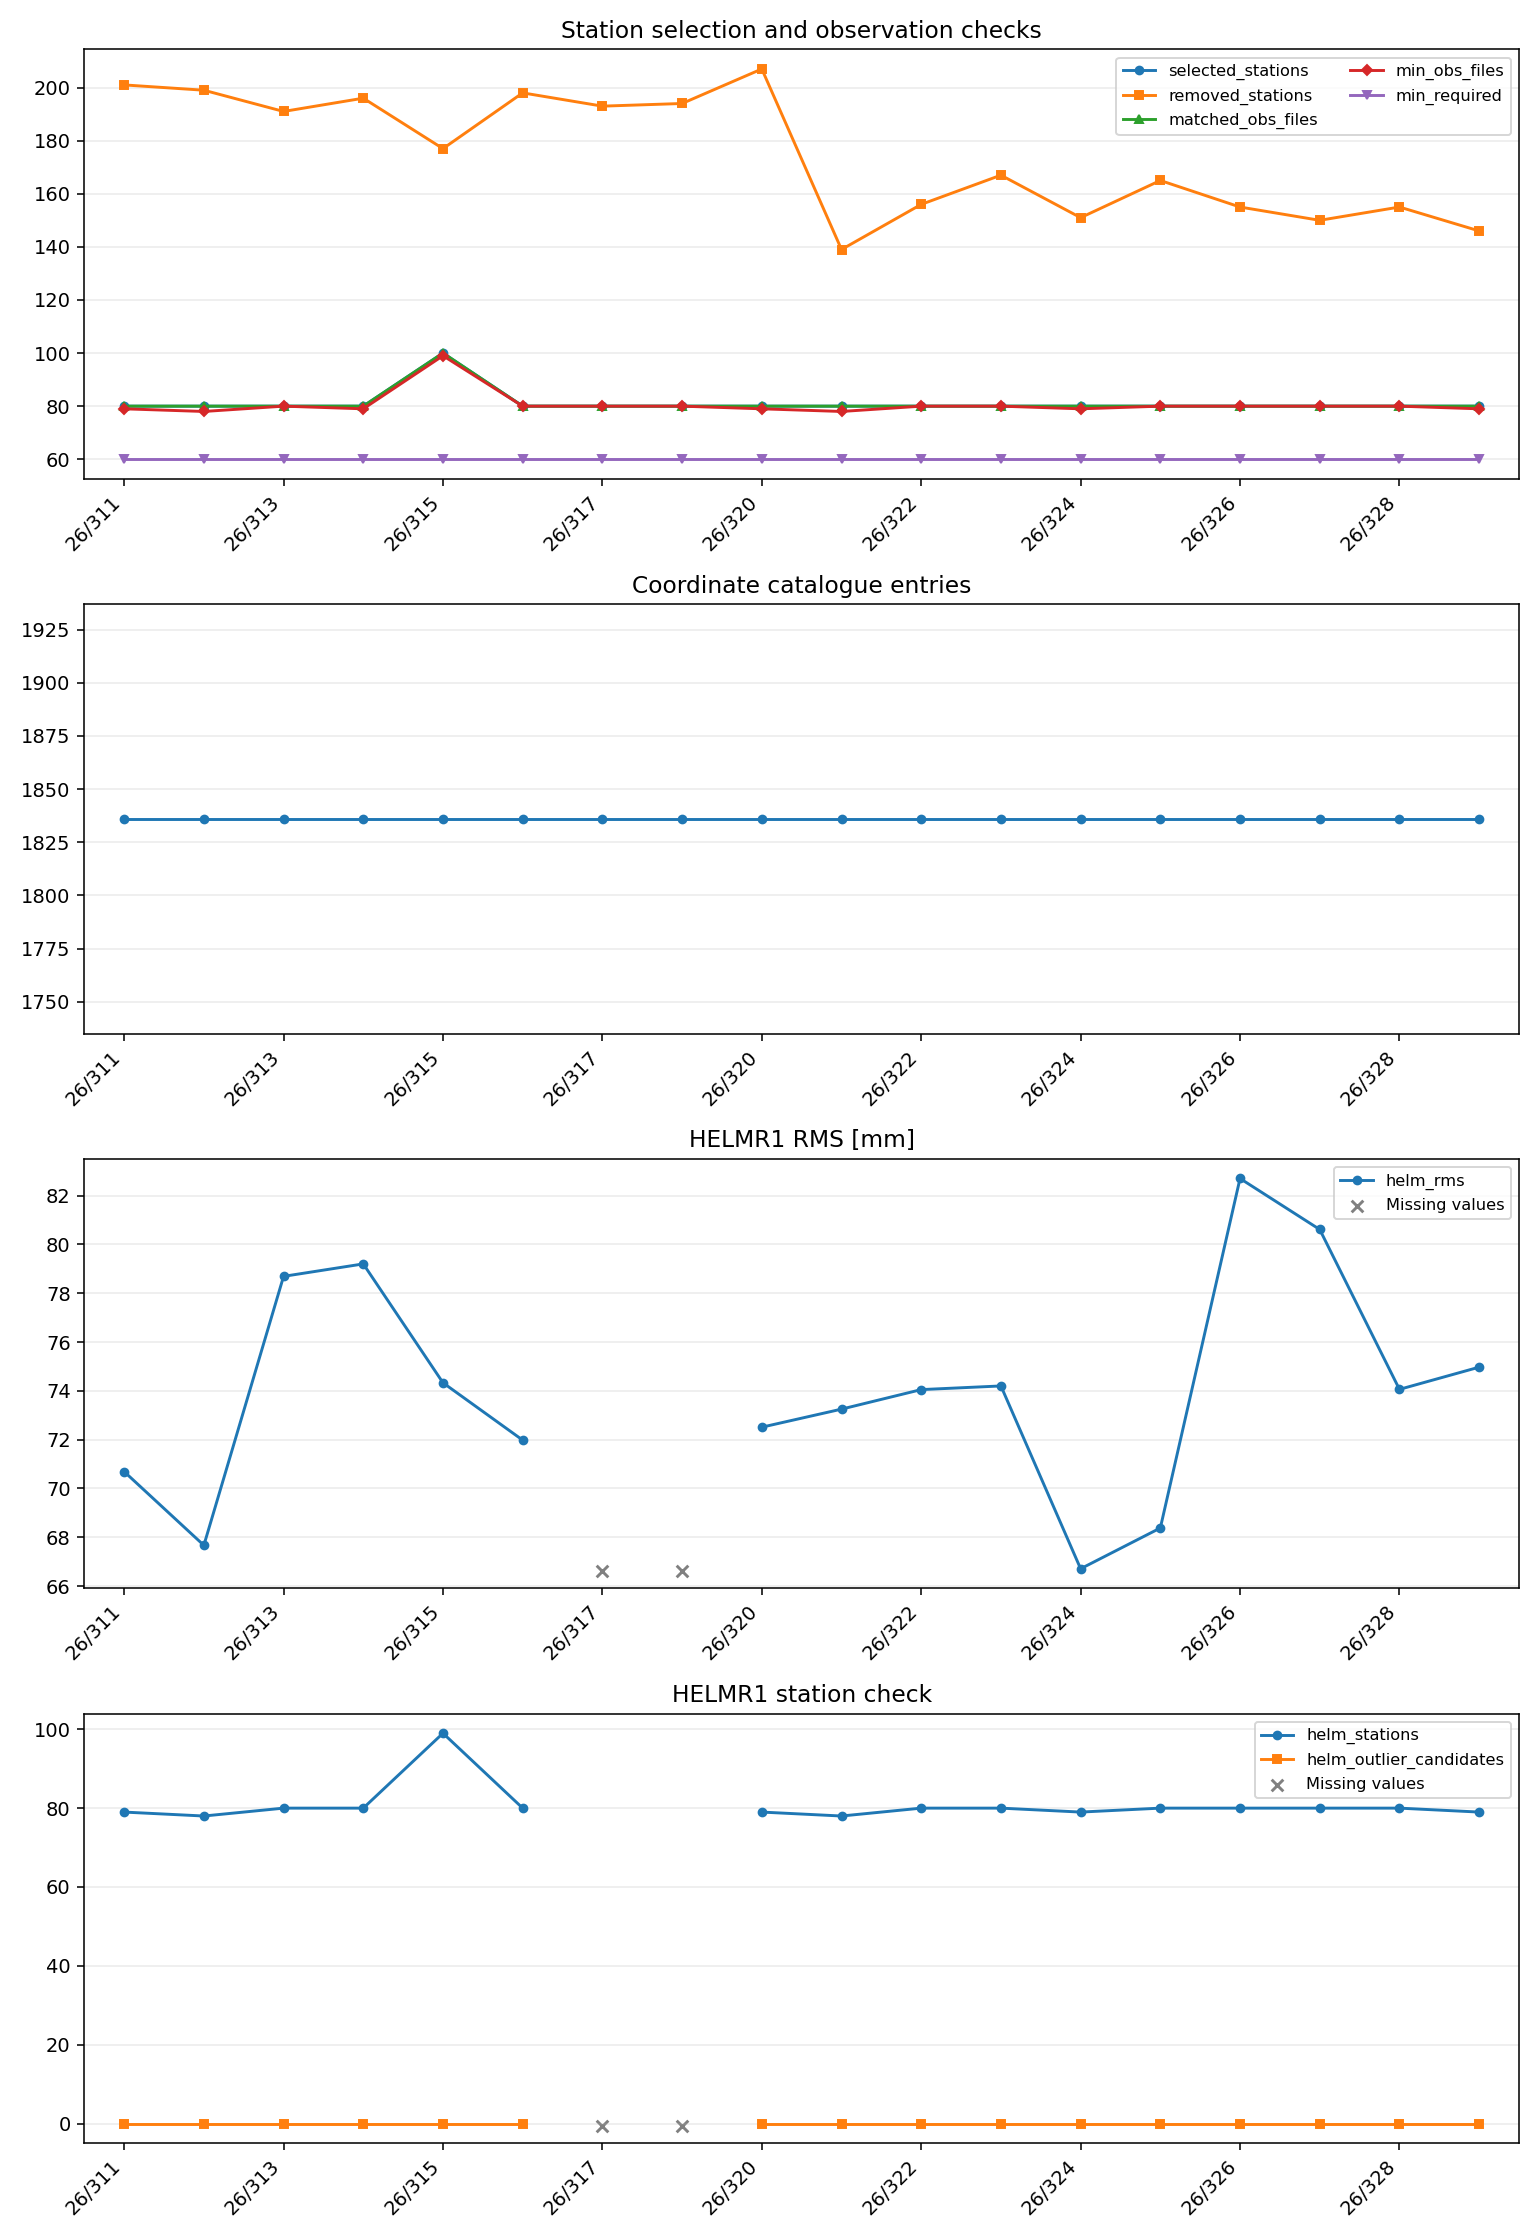 Station selection and observation checks
selected_stations
removed_stations
matched_obs_files
min_obs_files
min_required
200
180
160
140
120
100
80
60
26/311 26/313 26/315 26/317 26/320 26/322 26/324 26/326 26/328
Coordinate catalogue entries
1925
1900
1875
1850
1825
1800
1775
1750
26/311 26/313 26/315 26/317 26/320 26/322 26/324 26/326 26/328
HELMR1 RMS [mm]
helm_rms
Missing values
82
80
78
76
74
72
70
68
66
26/311 26/313 26/315 26/317 26/320 26/322 26/324 26/326 26/328
HELMR1 station check
helm_stations
helm_outlier_candidates
Missing values
100
80
60
40
20
0
26/311 26/313 26/315 26/317 26/320 26/322 26/324 26/326 26/328